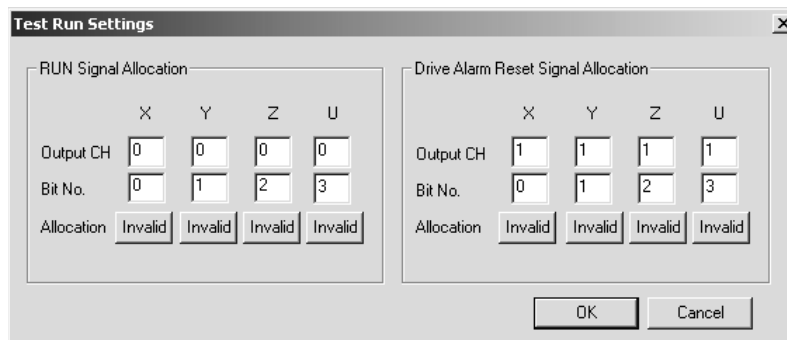 Test Run Settings
RUN Signal Allocation
X Y Z U
Output CH 0 0 0 0
Bit No. 0 1 2 3
Allocation Invalid Invalid Invalid Invalid
Drive Alarm Reset Signal Allocation
X Y Z U
Output CH 1 1 1 1
Bit No. 0 1 2 3
Allocation Invalid Invalid Invalid Invalid
OK Cancel